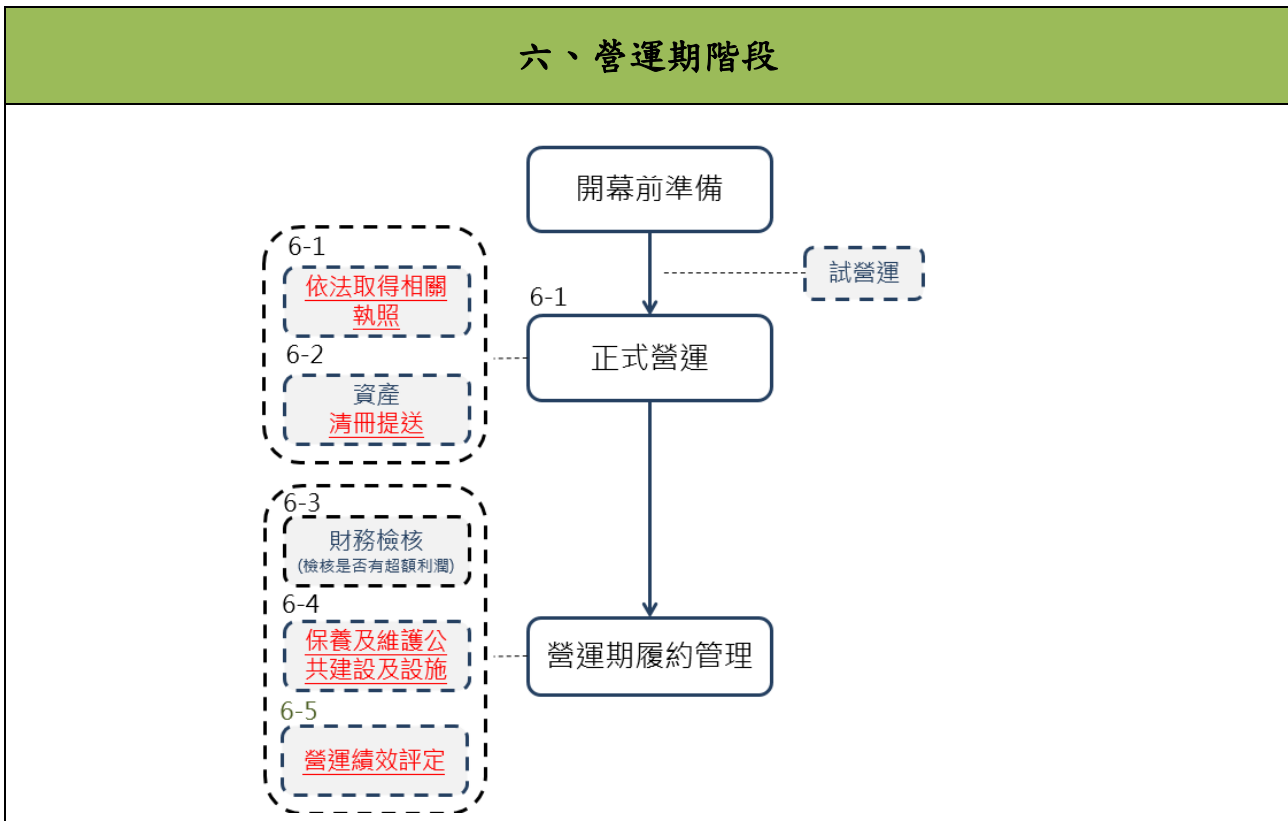 六、營運期階段
開幕前準備
試營運
6-1
正式營運
6-1
依法取得相關
執照
6-2
資產
清冊提送
6-3
財務檢核
(檢核是否有超額利潤)
6-4
保養及維護公
共建設及設施
6-5
營運績效評定
營運期履約管理